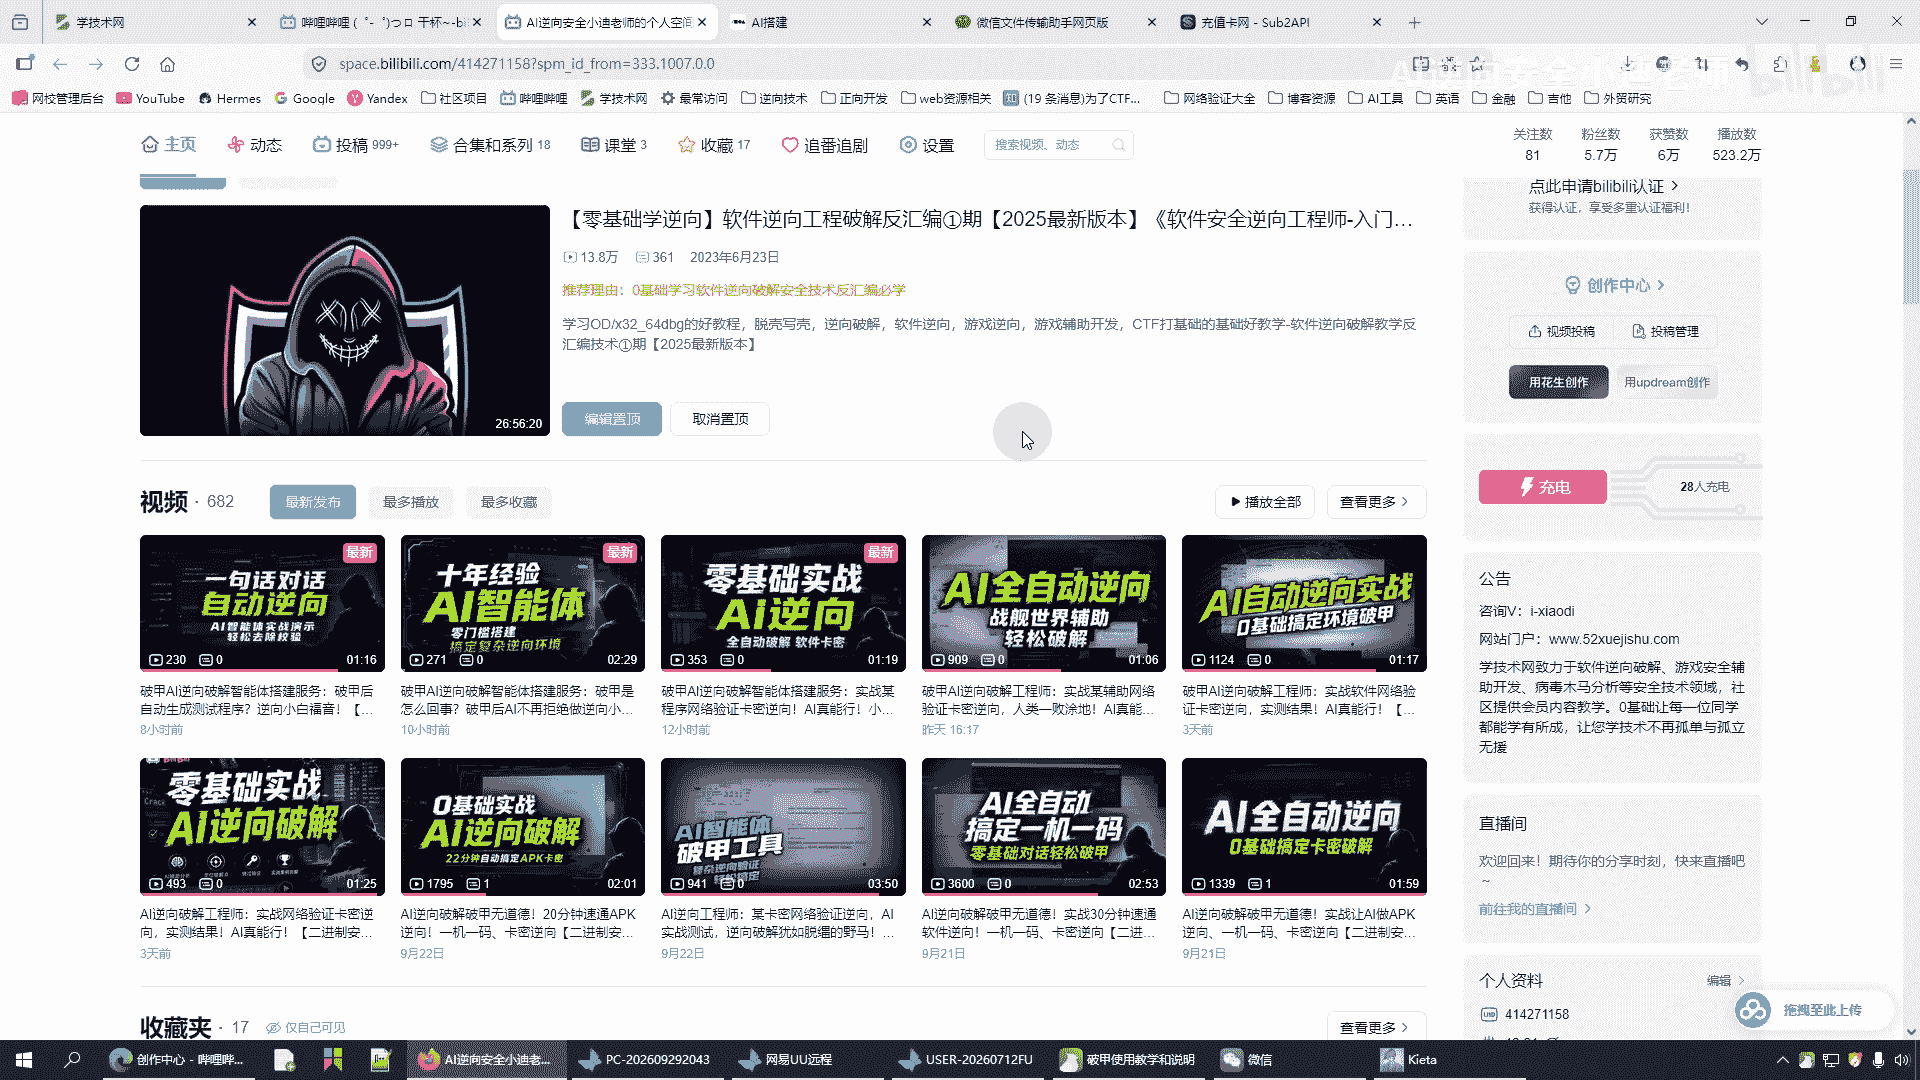 学技术网
哔哩哔哩 (゜-゜)つロ 干杯~-bi
AI逆向安全小迪老师的个人空间
AI搭建
微信文件传输助手网页版
充值卡网 - Sub2API
space.bilibili.com/414271158?spm_id_from=333.1007.0.0
网校管理后台
YouTube
Hermes
Google
Yandex
社区项目
哔哩哔哩
学技术网
最常访问
逆向技术
正向开发
web资源相关
(19 条消息)为了CT...
网络验证大全
博客资源
AI工具
英语
金融
吉他
外贸研究
主页
动态
投稿 999+
合集和系列 18
课堂 3
收藏 17
追番追剧
设置
搜索视频、动态
关注数
粉丝数
获赞数
播放数
81
5.7万
6万
523.2万
【零基础学逆向】软件逆向工程破解反汇编①期【2025最新版本】《软件安全逆向工程师-入门...
13.8万 361 2023年6月23日
推荐理由：0基础学习软件逆向破解安全技术反汇编必学
学习OD/x32_64dbg的好教程，脱壳写壳，逆向破解，软件逆向，游戏逆向，游戏辅助开发，CTF打基础的基础好教学-软件逆向破解教学反
汇编技术①期【2025最新版本】
26:56:20
编辑置顶
取消置顶
视频 · 682
最新发布
最多播放
最多收藏
播放全部
查看更多
最新
一句话对话
自动逆向
AI智能体实战演示
轻松去除校验
230 0 01:16
破甲AI逆向破解智能体搭建服务：破甲后
自动生成测试程序？逆向小白福音！【...
8小时前
最新
十年经验
AI智能体
零门槛搭建
搞定复杂逆向环境
271 0 02:29
破甲AI逆向破解智能体搭建服务：破甲是
怎么回事？破甲后AI不再拒绝做逆向小...
10小时前
最新
零基础实战
Ai逆向
全自动破解 软件卡密
353 0 01:19
破甲AI逆向破解智能体搭建服务：实战某
程序网络验证卡密逆向！AI真能行！小...
12小时前
AI全自动逆向
战舰世界辅助
轻松破解
909 0 01:06
破甲AI逆向破解工程师：实战某辅助网络
验证卡密逆向，人类一败涂地！AI真能...
昨天 16:17
AI自动逆向实战
0基础搞定环境破甲
1124 0 01:17
破甲AI逆向破解工程师：实战软件网络验
证卡密逆向，实测结果！AI真能行！【...
3天前
零基础实战
AI逆向破解
493 0 01:25
AI逆向破解工程师：实战网络验证卡密逆
向，实测结果！AI真能行！【二进制安...
3天前
0基础实战
AI逆向破解
22分钟自动搞定APK卡密
1795 1 02:01
AI逆向破解破甲无道德！20分钟速通APK
逆向！一机一码、卡密逆向【二进制安...
9月22日
AI智能体
破甲工具
941 0 03:50
AI逆向工程师：某卡密网络验证逆向，AI
实战测试，逆向破解犹如脱缰的野马！...
9月22日
AI全自动
搞定一机一码
零基础对话轻松破甲
3600 0 02:53
AI逆向破解破甲无道德！实战30分钟速通
软件逆向！一机一码、卡密逆向【二进...
9月21日
AI全自动逆向
0基础搞定卡密破解
1339 1 01:59
AI逆向破解破甲无道德！实战让AI做APK
逆向、一机一码、卡密逆向【二进制安...
9月21日
收藏夹 · 17 仅自己可见
查看更多
点此申请bilibili认证
获得认证，享受多重认证福利！
创作中心
视频投稿
投稿管理
用花生创作
用updream创作
充电
28人充电
公告
咨询V：i-xiaodi
网站门户：www.52xuejishu.com
学技术网致力于软件逆向破解、游戏安全辅
助开发、病毒木马分析等安全技术领域，社
区提供会员内容教学。0基础让每一位同学
都能学有所成，让您学技术不再孤单与孤立
无援
直播间
欢迎回来！期待你的分享时刻，快来直播吧
~
前往我的直播间
个人资料
编辑
UID 414271158
拖拽至此上传
创作中心 - 哔哩哔...
AI逆向安全小迪老...
PC-202609292043
网易UU远程
USER-20260712FU
破甲使用教学和说明
微信
Kieta